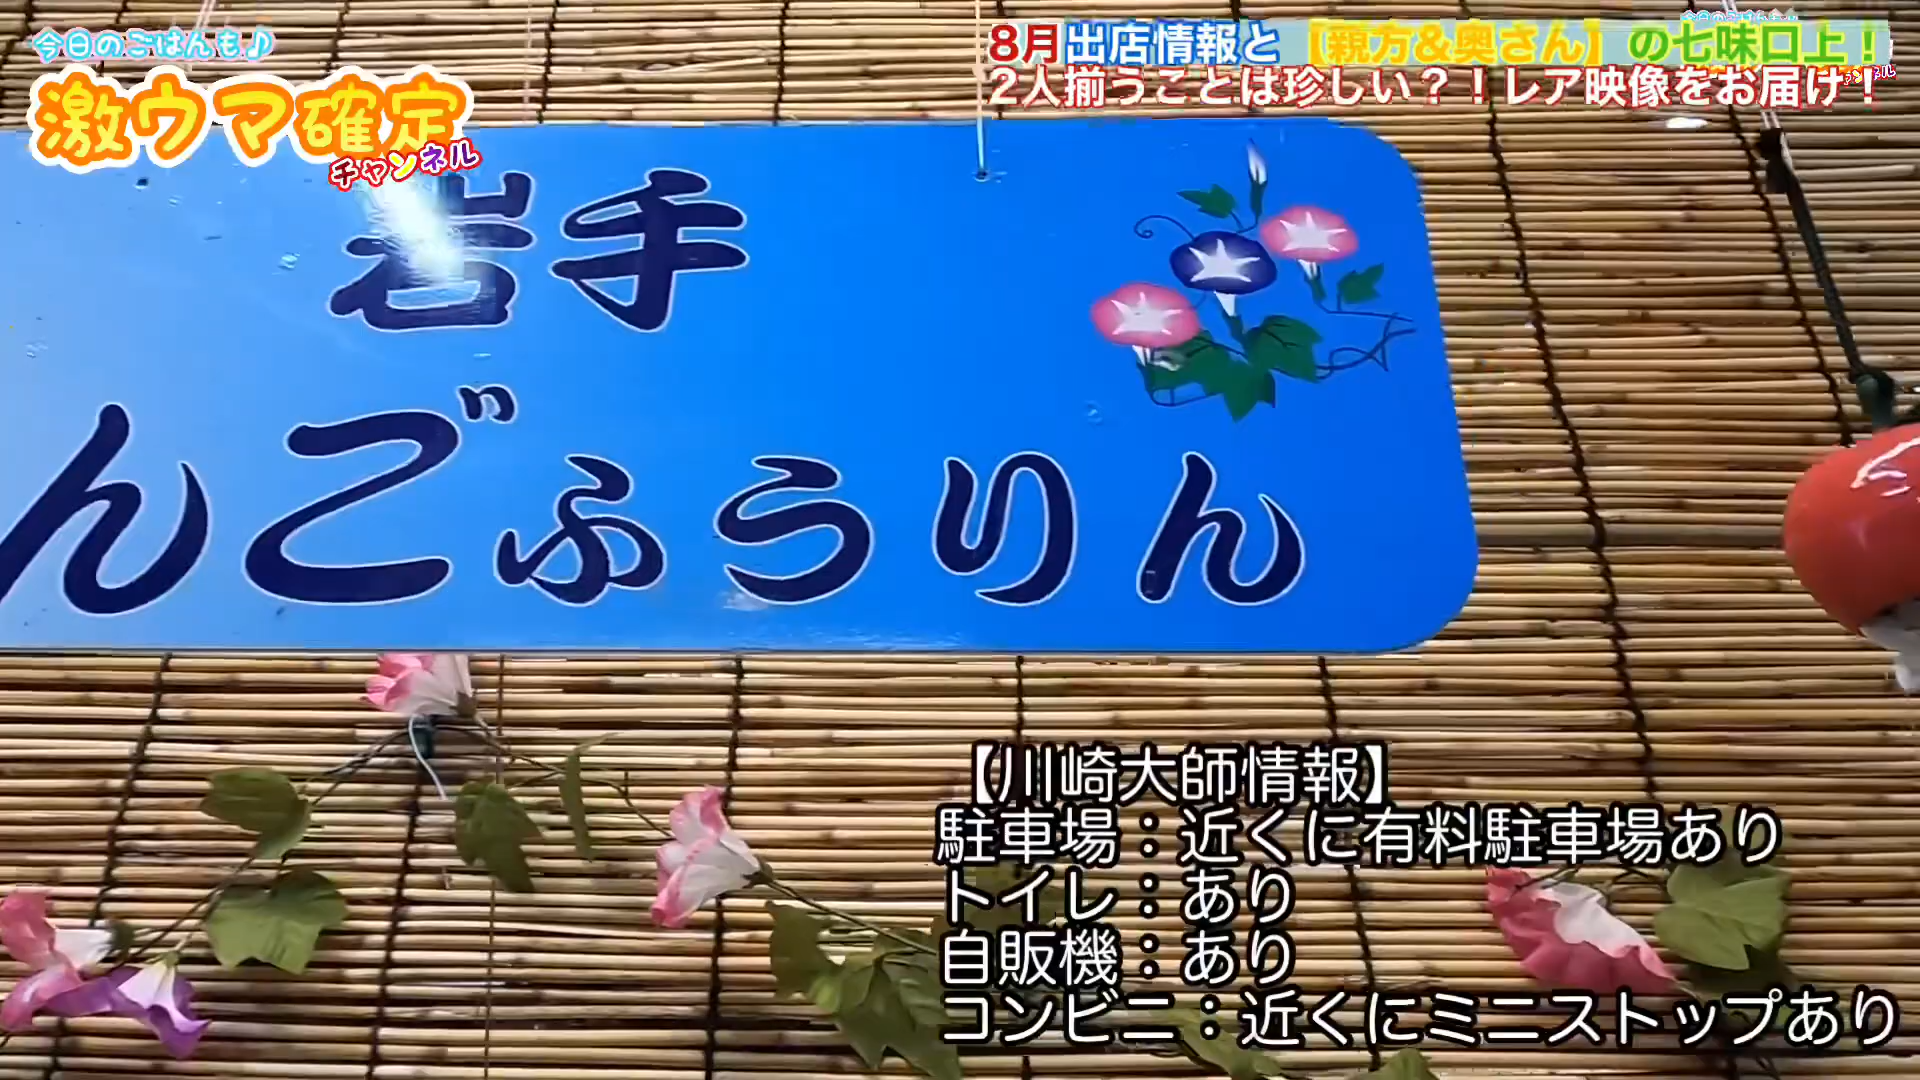 今日のごはんも♪
激ウマ確定
チャンネル
8月出店情報と【親方&奥さん】の七味口上！
2人揃うことは珍しい？！レア映像をお届け！
岩手
んごふうりん
【川崎大師情報】
駐車場：近くに有料駐車場あり
トイレ：あり
自販機：あり
コンビニ：近くにミニストップあり